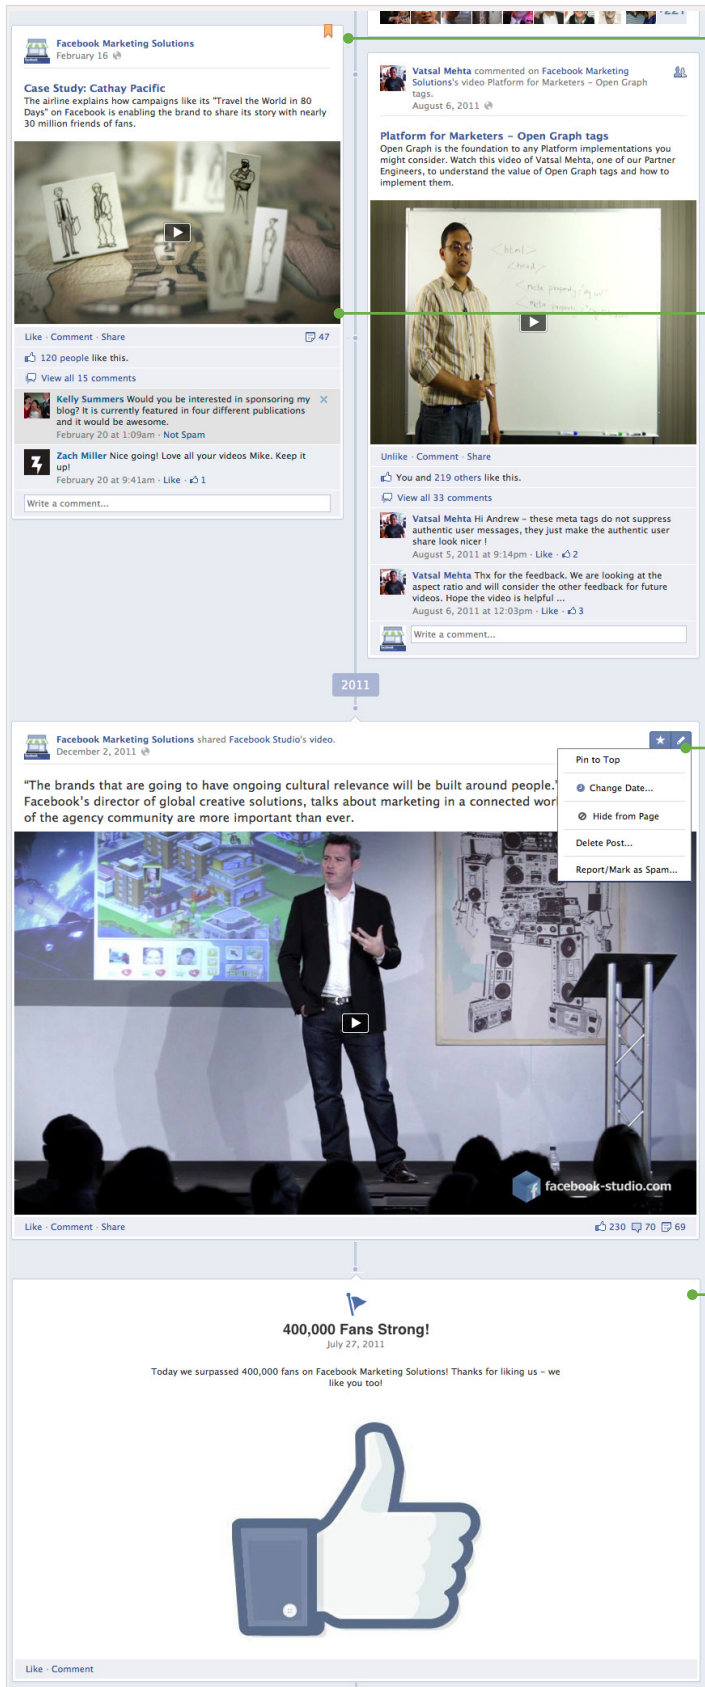 Facebook Marketing Solutions
February 16
Case Study: Cathay Pacific
The airline explains how campaigns like its "Travel the World in 80
Days" on Facebook is enabling the brand to share its story with nearly
30 million friends of fans.
Like · Comment · Share
47
120 people like this.
View all 15 comments
Kelly Summers Would you be interested in sponsoring my
blog? It is currently featured in four different publications
and it would be awesome.
February 20 at 1:09am · Not Spam
Zach Miller Nice going! Love all your videos Mike. Keep it
up!
February 20 at 9:41am · Like · 1
Write a comment...
Vatsal Mehta commented on Facebook Marketing
Solutions's video Platform for Marketers – Open Graph
tags.
August 6, 2011
Platform for Marketers – Open Graph tags
Open Graph is the foundation to any Platform implementations you
might consider. Watch this video of Vatsal Mehta, one of our Partner
Engineers, to understand the value of Open Graph tags and how to
implement them.
<html>
<head>
<meta property="og:url"
<meta property=
Unlike · Comment · Share
You and 219 others like this.
View all 33 comments
Vatsal Mehta Hi Andrew – these meta tags do not suppress
authentic user messages, they just make the authentic user
share look nicer !
August 5, 2011 at 9:14pm · Like · 2
Vatsal Mehta Thx for the feedback. We are looking at the
aspect ratio and will consider the other feedback for future
videos. Hope the video is helpful ...
August 6, 2011 at 12:03pm · Like · 3
Write a comment...
2011
Facebook Marketing Solutions shared Facebook Studio's video.
December 2, 2011
Pin to Top
Change Date...
Hide from Page
Delete Post...
Report/Mark as Spam...
"The brands that are going to have ongoing cultural relevance will be built around people."
Facebook's director of global creative solutions, talks about marketing in a connected wor
of the agency community are more important than ever.
facebook-studio.com
Like · Comment · Share
230 70 69
400,000 Fans Strong!
July 27, 2011
Today we surpassed 400,000 fans on Facebook Marketing Solutions! Thanks for liking us – we
like you too!
Like · Comment